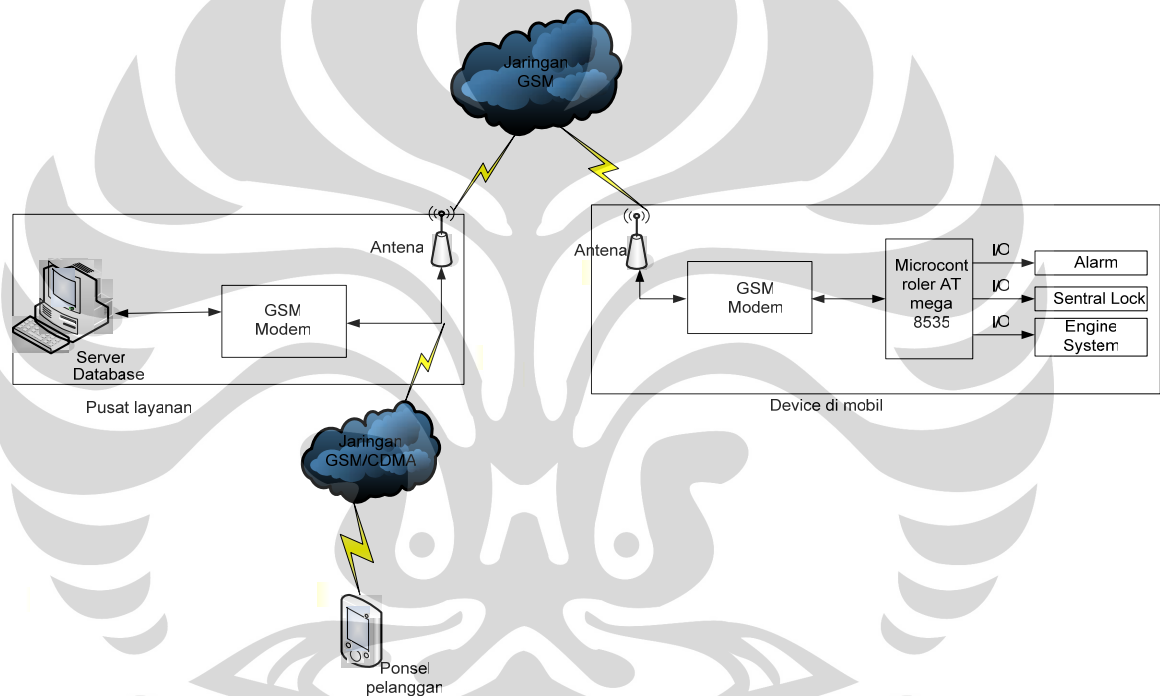 Jaringan
GSM
Antena
GSM
Modem
Server
Database
Pusat layanan
Antena
GSM
Modem
Microcont
roler AT
mega
8535
I/O
Alarm
I/O
Sentral Lock
I/O
Engine
System
Device di mobil
Jaringan
GSM/CDMA
Ponsel
pelanggan